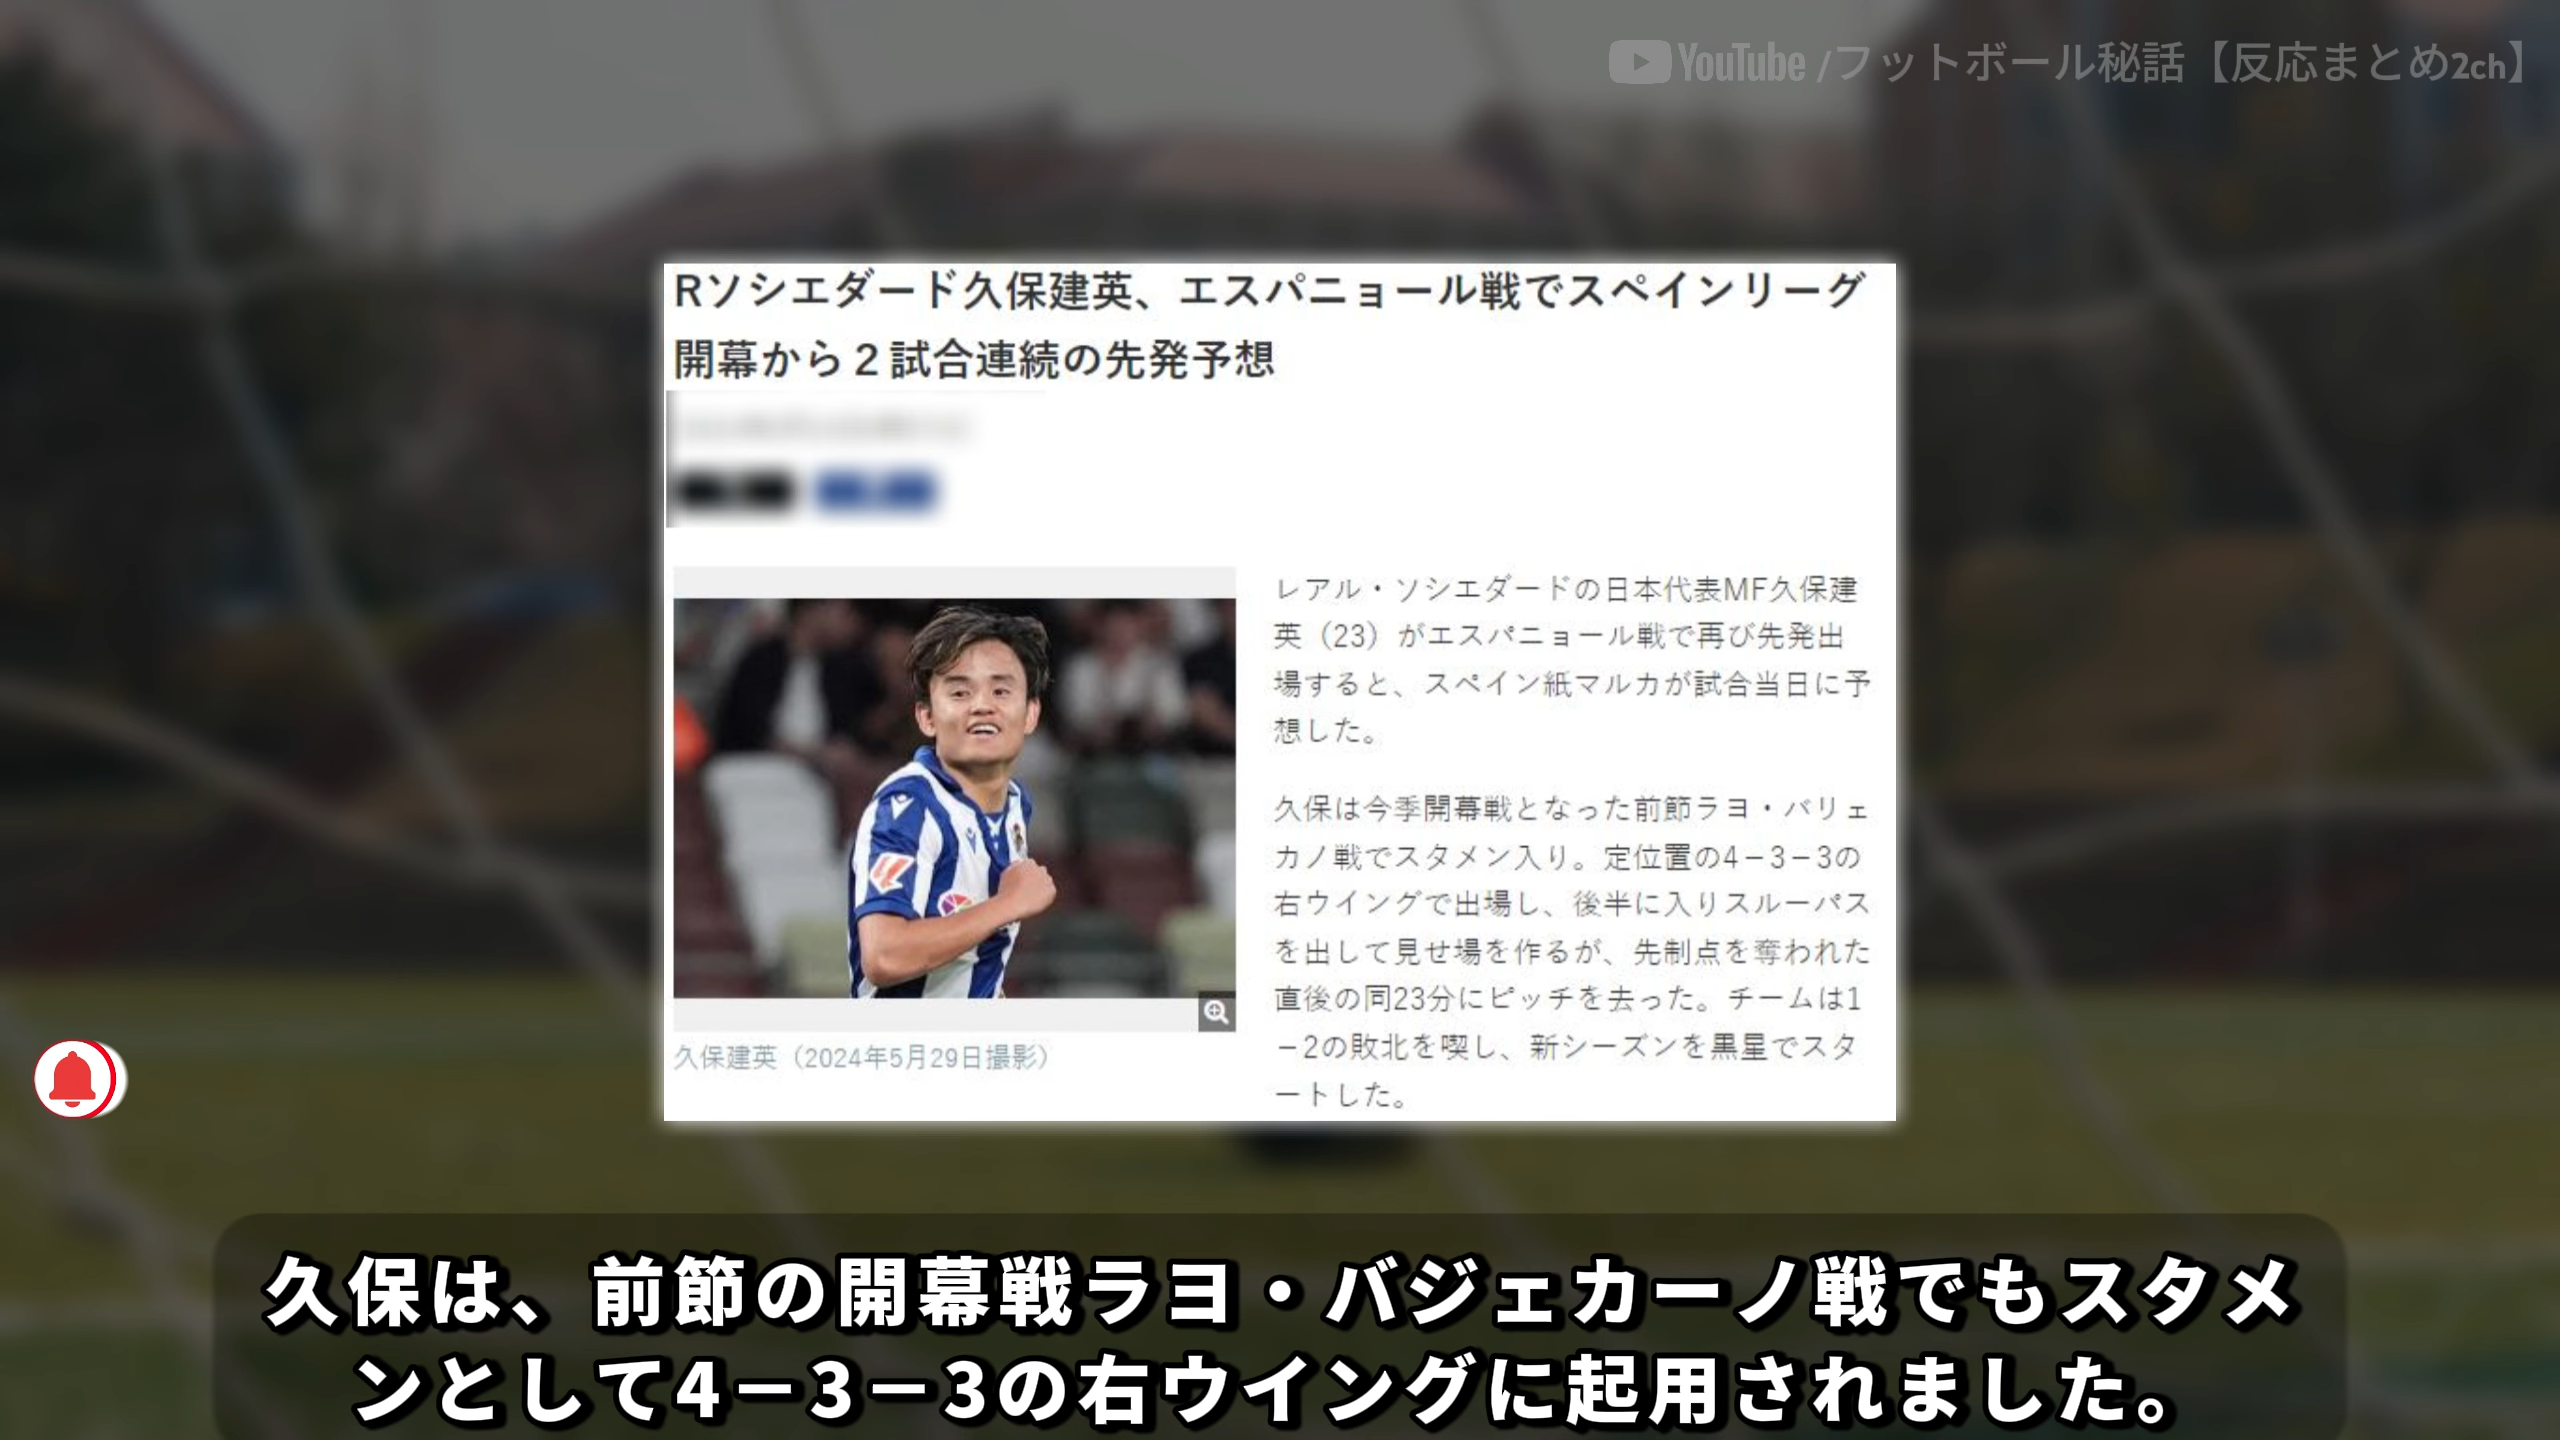 YouTube /フットボール秘話【反応まとめ2ch】
Rソシエダード久保建英、エスパニョール戦でスペインリーグ
開幕から２試合連続の先発予想
レアル・ソシエダードの日本代表MF久保建
英（23）がエスパニョール戦で再び先発出
場すると、スペイン紙マルカが試合当日に予
想した。
久保は今季開幕戦となった前節ラヨ・バリェ
カノ戦でスタメン入り。定位置の4－3－3の
右ウイングで出場し、後半に入りスルーパス
を出して見せ場を作るが、先制点を奪われた
直後の同23分にピッチを去った。チームは1
－2の敗北を喫し、新シーズンを黒星でスタ
ートした。
久保建英（2024年5月29日撮影）
久保は、前節の開幕戦ラヨ・バジェカーノ戦でもスタメ
ンとして4－3－3の右ウイングに起用されました。